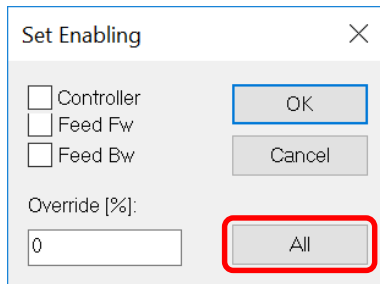 Set Enabling
Controller
OK
Feed Fw
Feed Bw
Cancel
Override [%]:
0
All